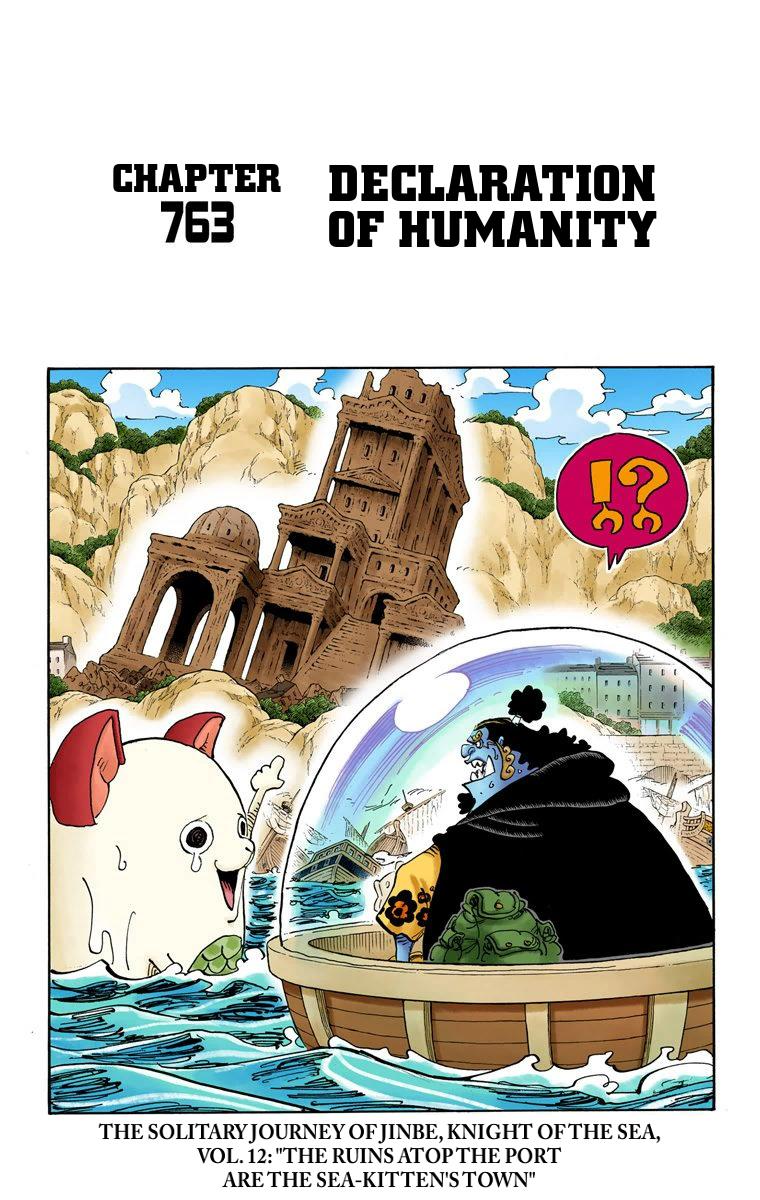 CHAPTER
763
DECLARATION
OF HUMANITY
!?
THE SOLITARY JOURNEY OF JINBE, KNIGHT OF THE SEA,
VOL. 12: "THE RUINS ATOP THE PORT
ARE THE SEA-KITTEN'S TOWN"